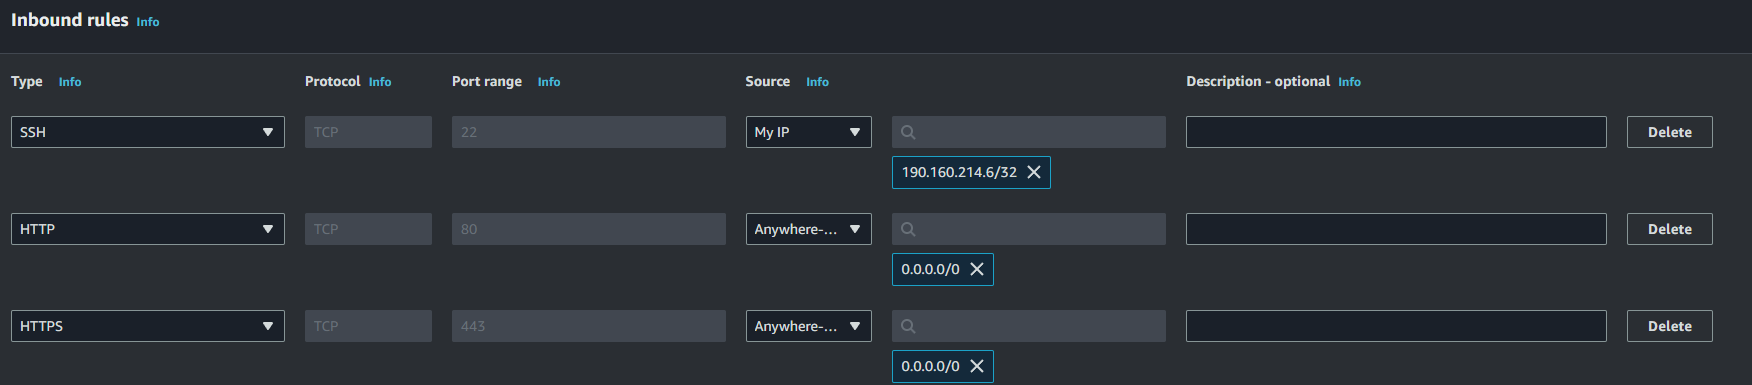 Inbound rules Info
Type Info Protocol Info Port range Info Source Info Description - optional Info
SSH TCP 22 My IP Delete
190.160.214.6/32
HTTP TCP 80 Anywhere-... Delete
0.0.0.0/0
HTTPS TCP 443 Anywhere-... Delete
0.0.0.0/0